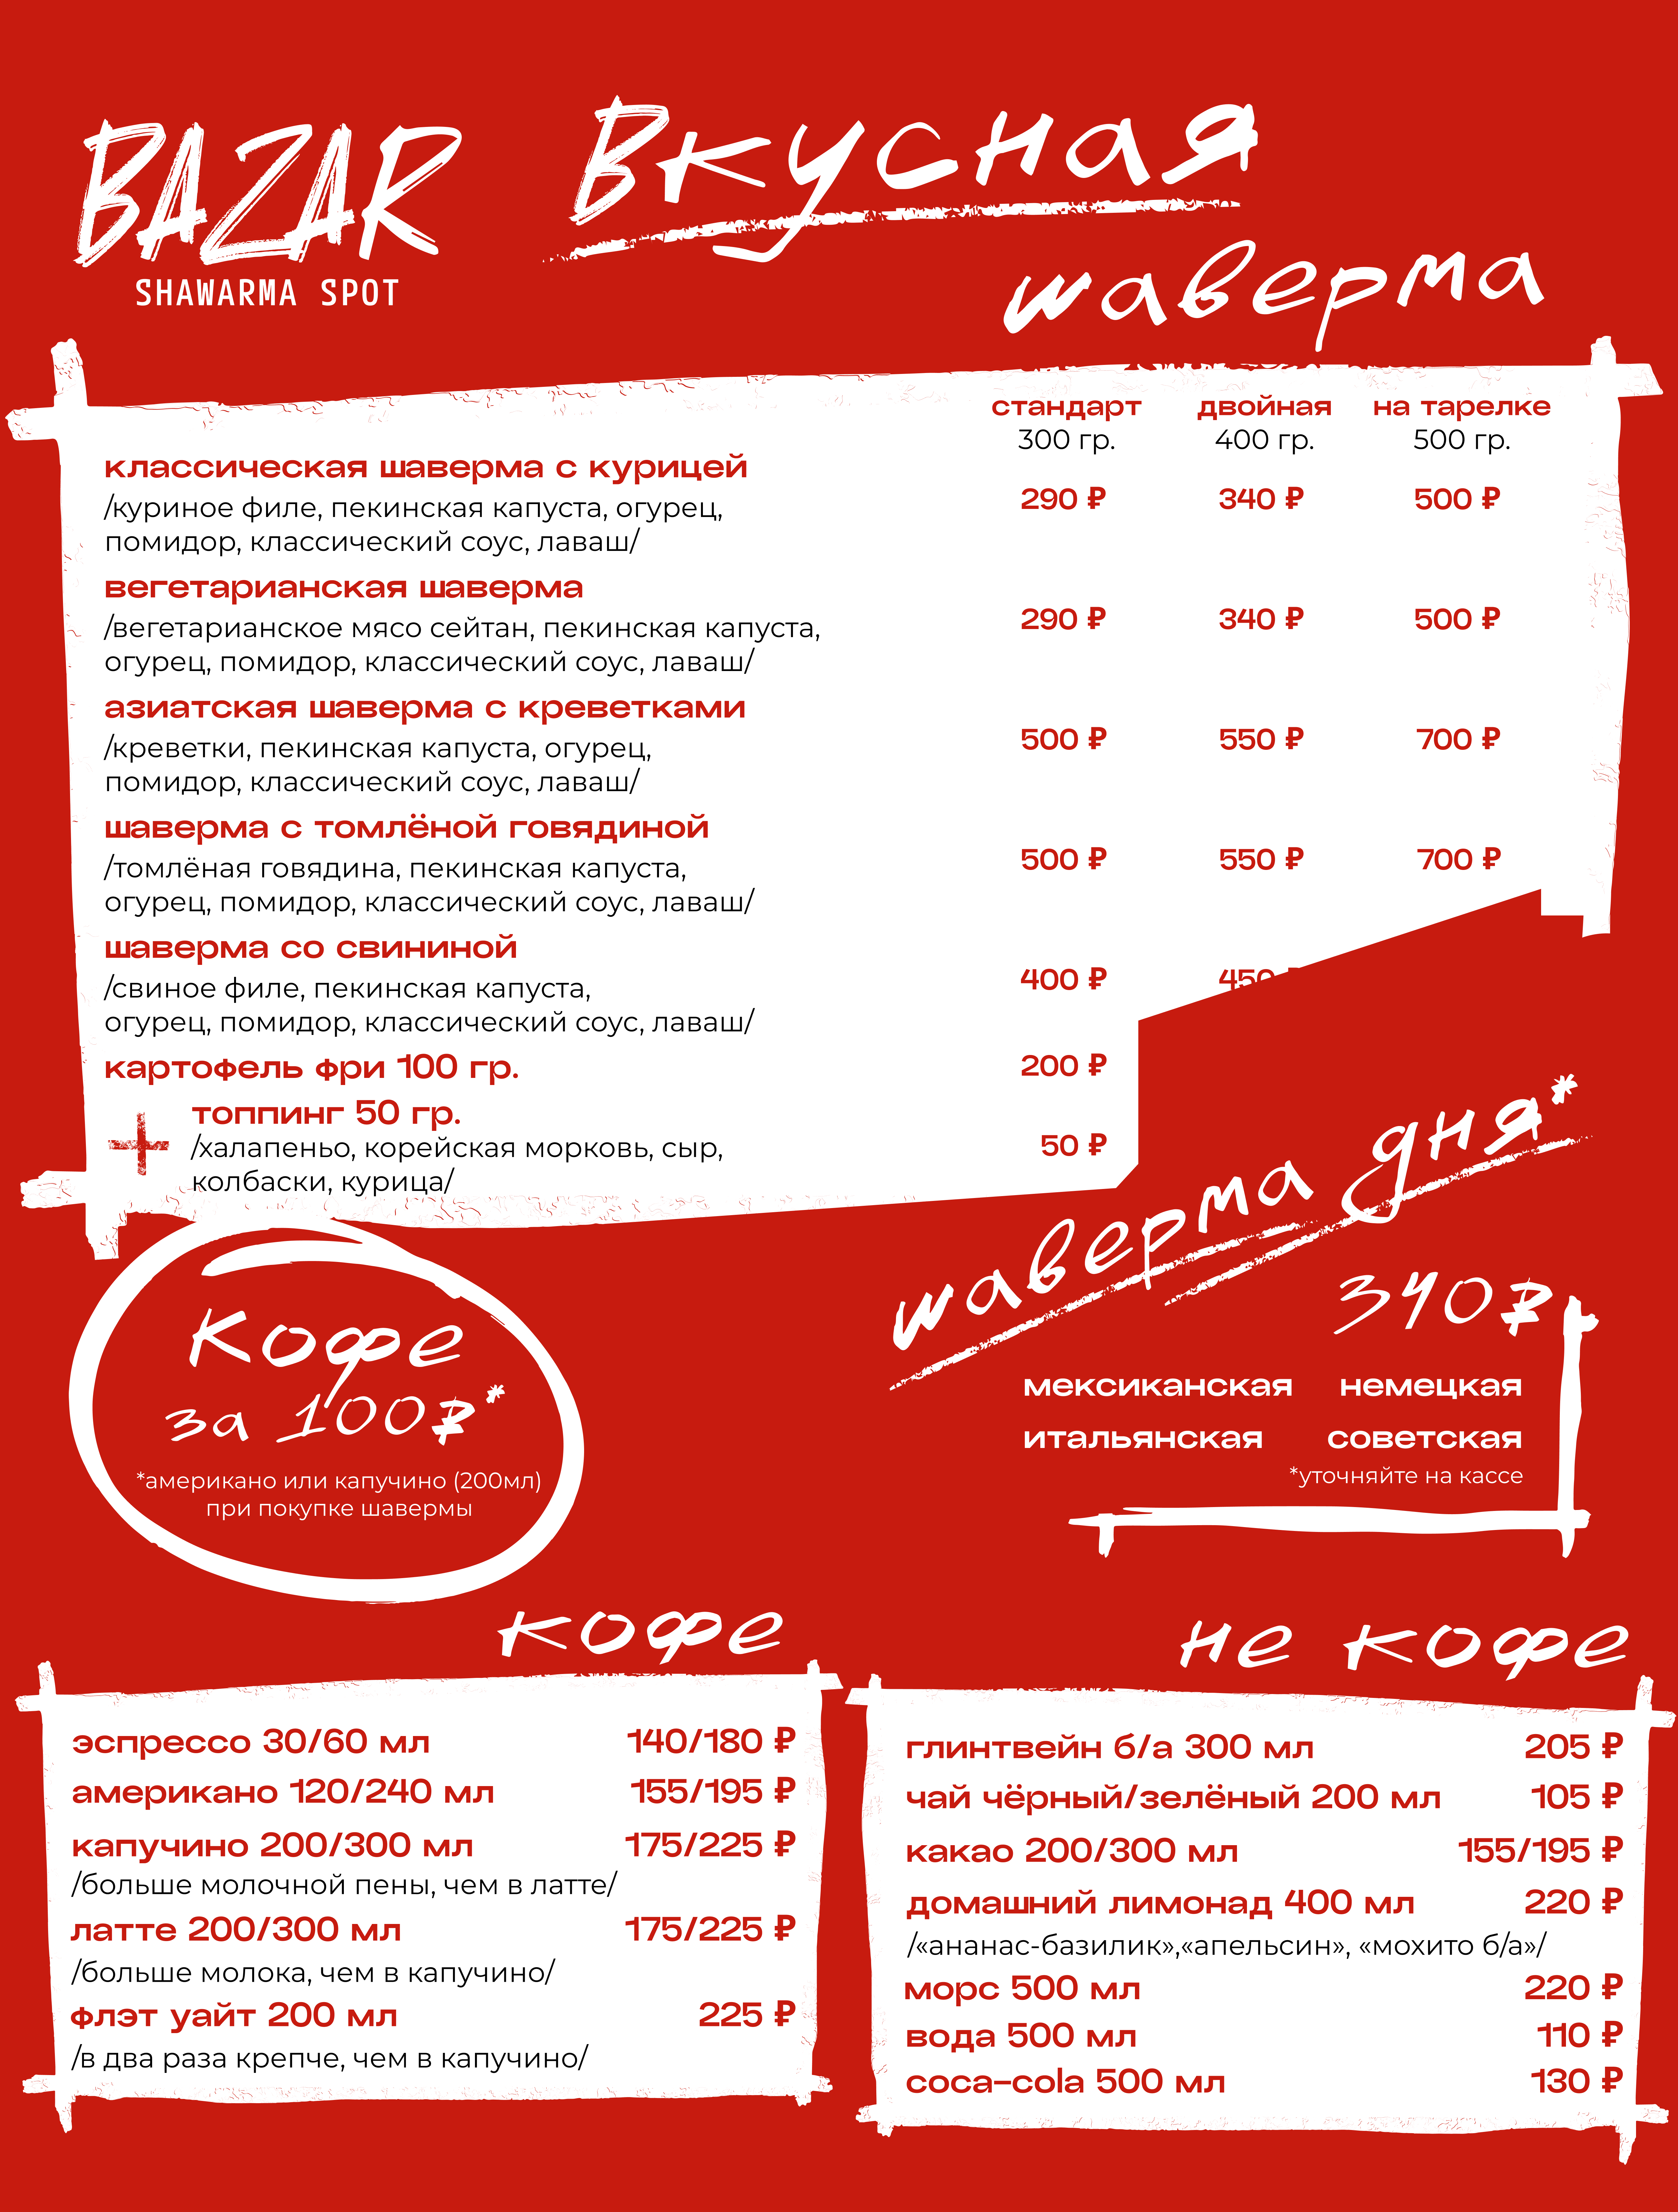 BAZAR
SHAWARMA SPOT
Вкусная
шаверма
стандарт двойная на тарелке
300 гр. 400 гр. 500 гр.
классическая шаверма с курицей
290 ₽ 340 ₽ 500 ₽
/куриное филе, пекинская капуста, огурец,
помидор, классический соус, лаваш/
вегетарианская шаверма
290 ₽ 340 ₽ 500 ₽
/вегетарианское мясо сейтан, пекинская капуста,
огурец, помидор, классический соус, лаваш/
азиатская шаверма с креветками
500 ₽ 550 ₽ 700 ₽
/креветки, пекинская капуста, огурец,
помидор, классический соус, лаваш/
шаверма с томлёной говядиной
500 ₽ 550 ₽ 700 ₽
/томлёная говядина, пекинская капуста,
огурец, помидор, классический соус, лаваш/
шаверма со свининой
400 ₽ 450
/свиное филе, пекинская капуста,
огурец, помидор, классический соус, лаваш/
картофель фри 100 гр. 200 ₽
+ топпинг 50 гр.
/халапеньо, корейская морковь, сыр, 50 ₽
колбаски, курица/
Кофе
за 100₽*
*американо или капучино (200мл)
при покупке шавермы
шаверма дня*
340₽
мексиканская немецкая
итальянская советская
*уточняйте на кассе
кофе
эспрессо 30/60 мл 140/180 ₽
американо 120/240 мл 155/195 ₽
капучино 200/300 мл 175/225 ₽
/больше молочной пены, чем в латте/
латте 200/300 мл 175/225 ₽
/больше молока, чем в капучино/
флэт уайт 200 мл 225 ₽
/в два раза крепче, чем в капучино/
не кофе
глинтвейн б/а 300 мл 205 ₽
чай чёрный/зелёный 200 мл 105 ₽
какао 200/300 мл 155/195 ₽
домашний лимонад 400 мл 220 ₽
/«ананас-базилик»,«апельсин», «мохито б/а»/
морс 500 мл 220 ₽
вода 500 мл 110 ₽
coca-cola 500 мл 130 ₽